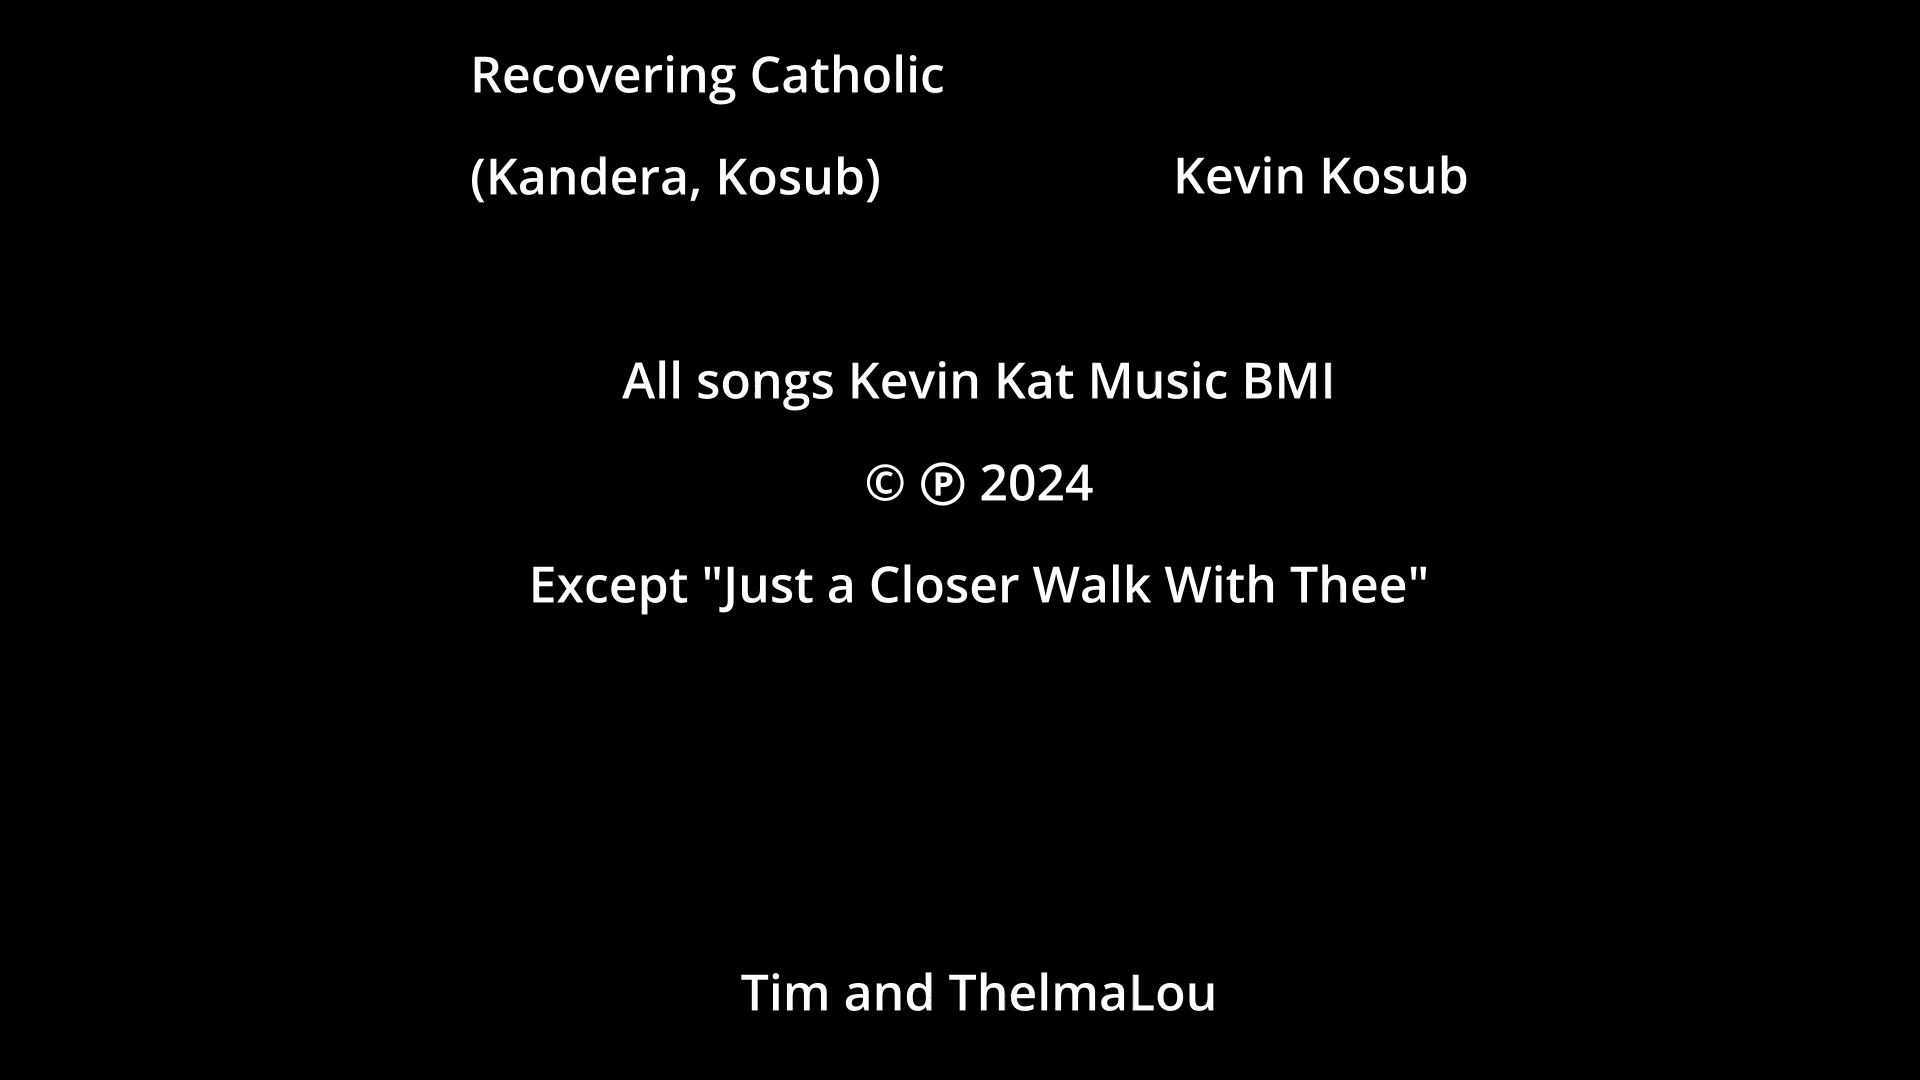 Recovering Catholic
(Kandera, Kosub) Kevin Kosub
All songs Kevin Kat Music BMI
© ℗ 2024
Except "Just a Closer Walk With Thee"
Tim and ThelmaLou